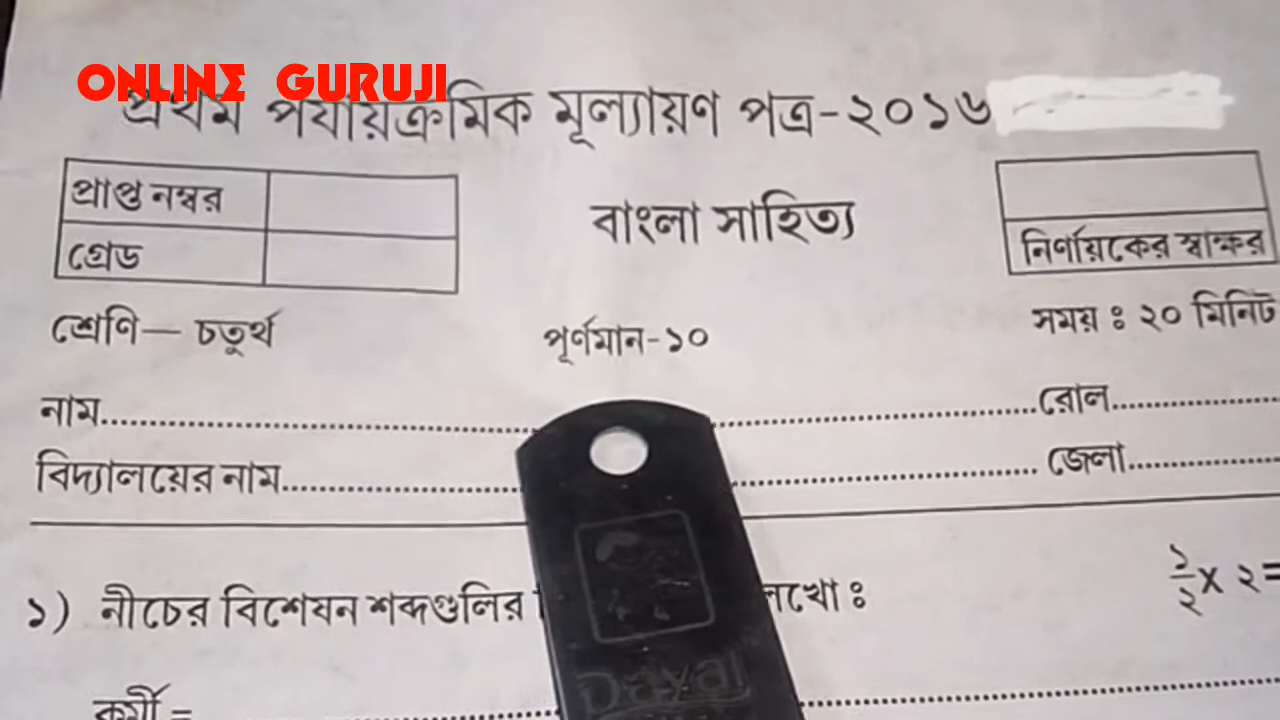 ONLINE GURUJI
প্রথম পর্যায়ক্রমিক মূল্যায়ণ পত্র-২০১৬
প্রাপ্ত নম্বর
গ্রেড
বাংলা সাহিত্য
নির্ণায়কের স্বাক্ষর
শ্রেণি— চতুর্থ পূর্ণমান-১০ সময় ঃ ২০ মিনিট
নাম.....................................................................রোল............
বিদ্যালয়ের নাম..................................................... জেলা............
১) নীচের বিশেষন শব্দগুলির ঃ ১/২ x ২=
কর্মী =
Dayal